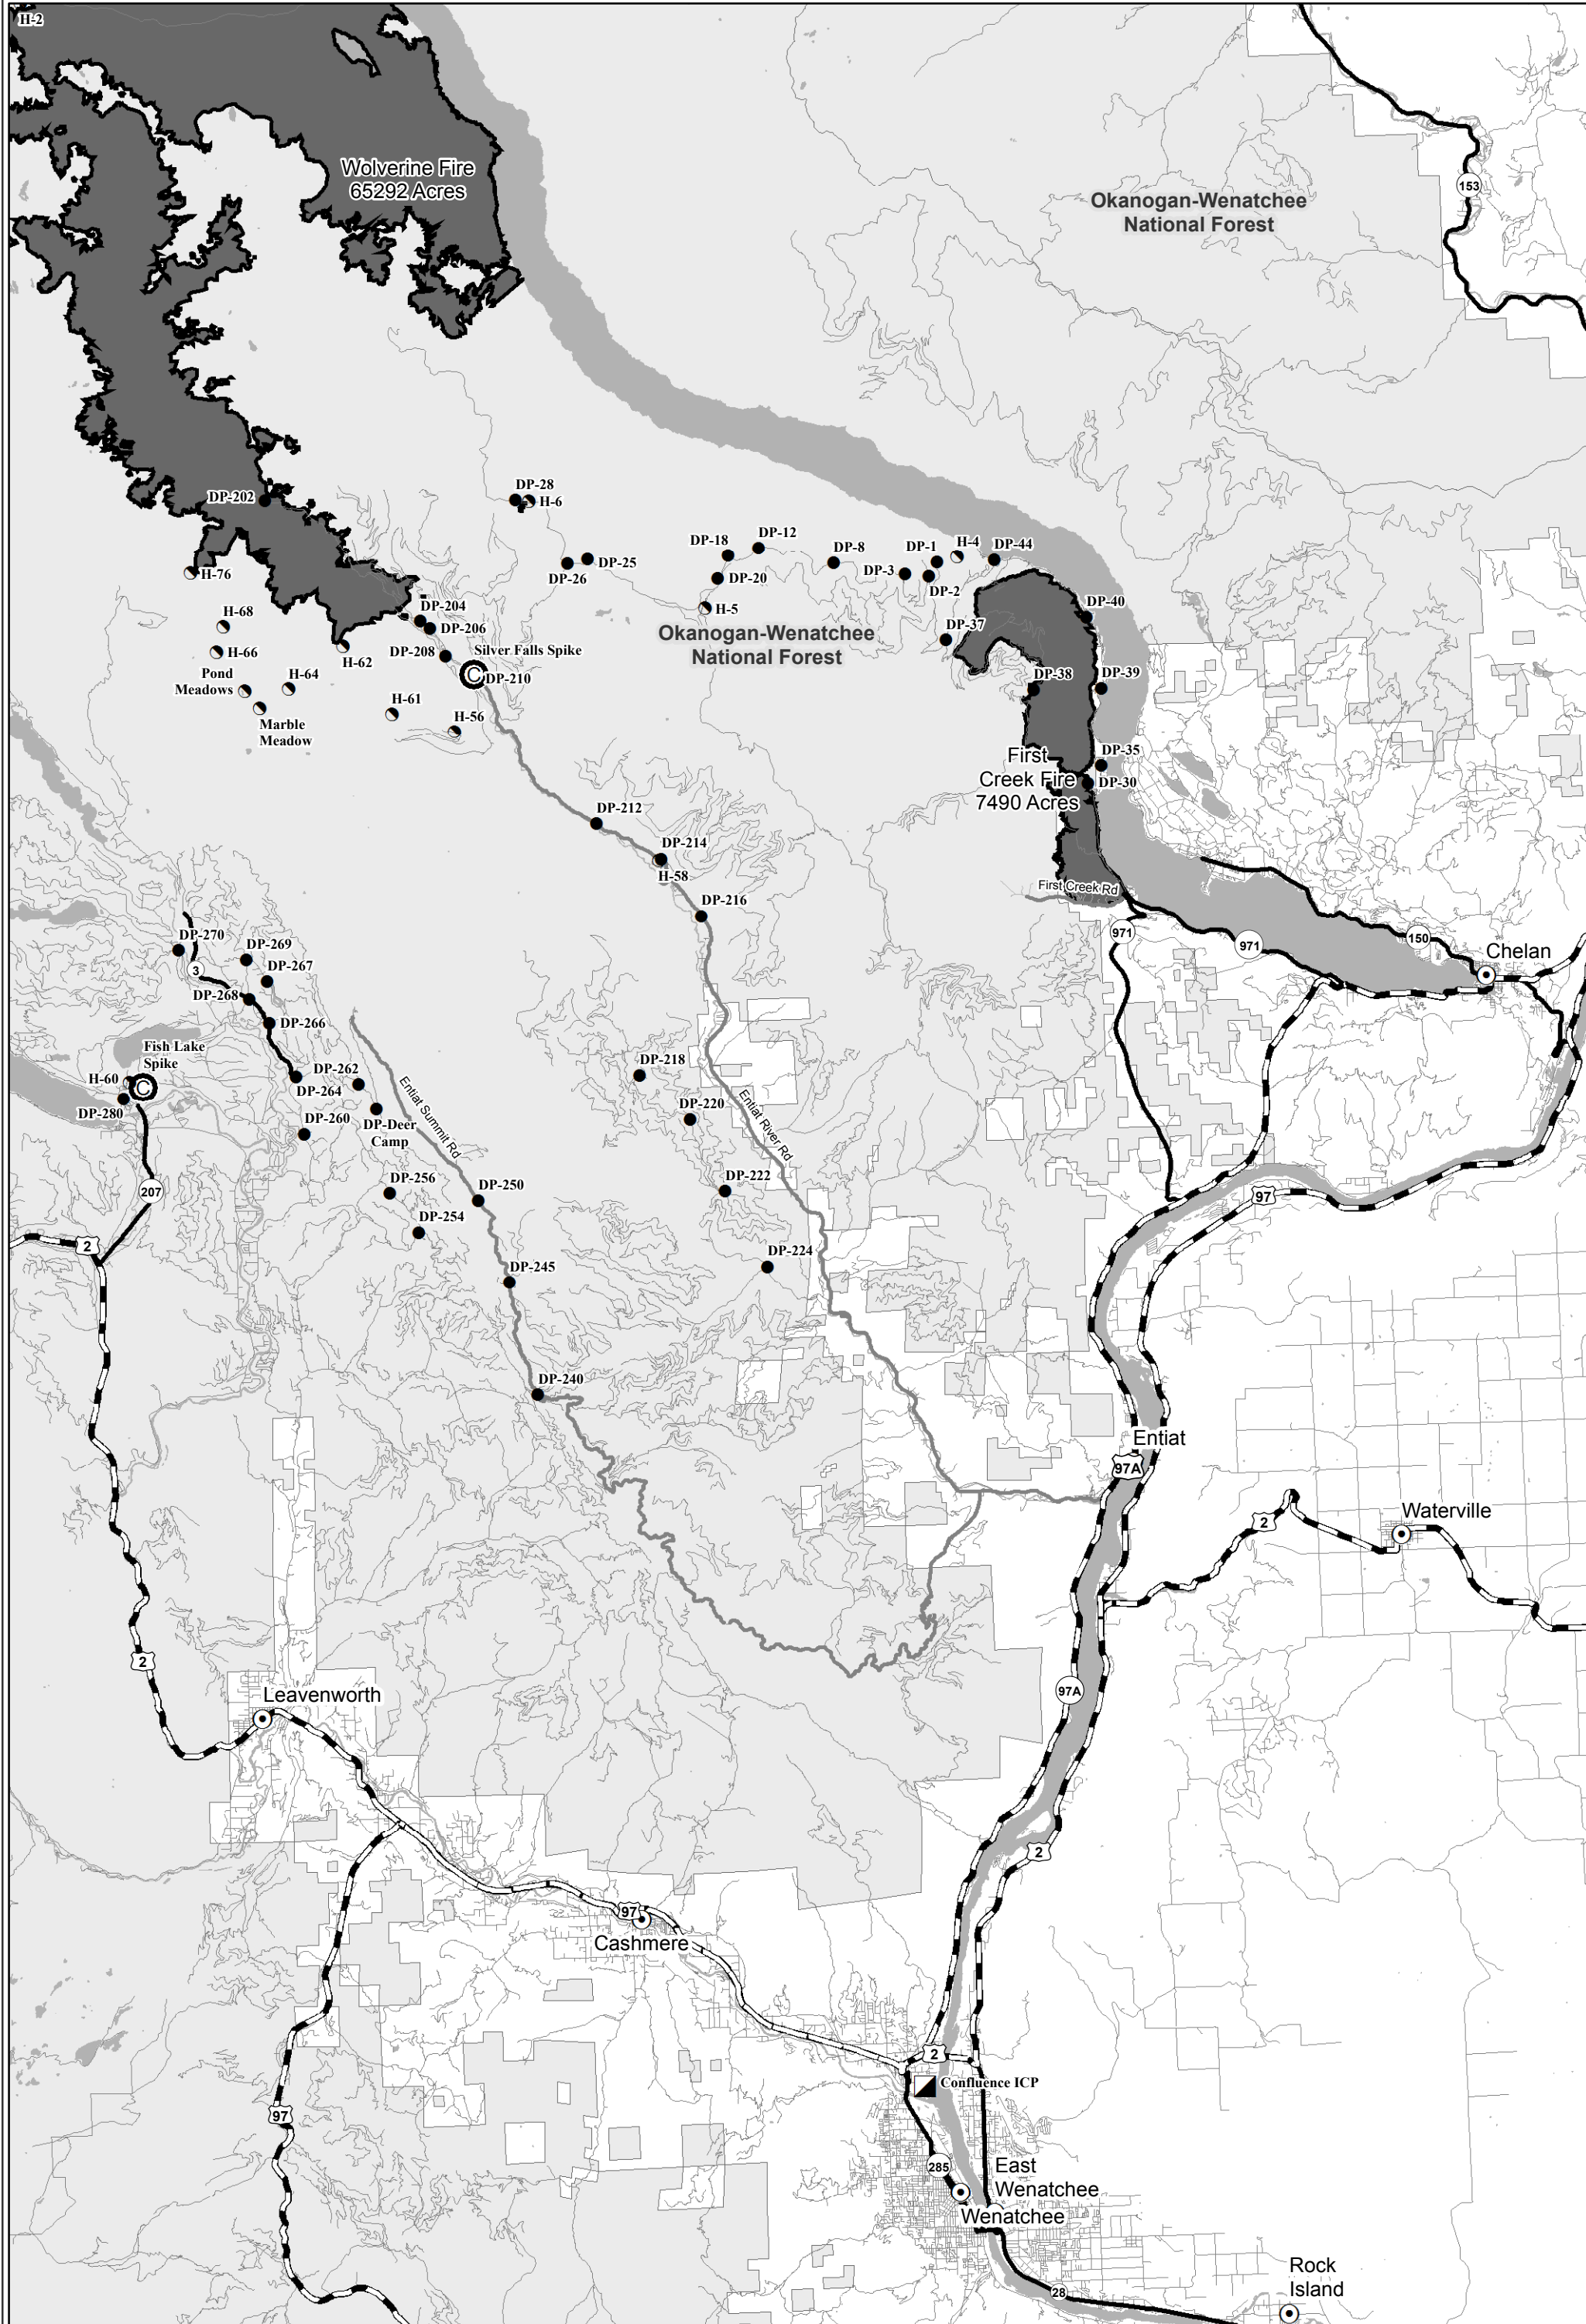 H-2
Wolverine Fire
65292 Acres
Okanogan-Wenatchee
National Forest
153
DP-28
H-6
DP-202
DP-18
DP-12
DP-8
DP-1
H-4
DP-44
DP-26
DP-25
DP-3
DP-20
DP-2
H-76
H-5
DP-40
H-68
DP-204
DP-206
Okanogan-Wenatchee
National Forest
DP-37
H-66
H-62
DP-208
Silver Falls Spike
DP-210
Pond
Meadows
H-64
DP-38
DP-39
H-61
Marble
Meadow
H-56
First
Creek Fire
7490 Acres
DP-35
DP-30
DP-212
DP-214
H-58
First Creek Rd
DP-216
971
971
150
Chelan
DP-270
DP-269
3
DP-267
DP-268
DP-266
Fish Lake
Spike
H-60
DP-262
DP-264
DP-218
DP-280
DP-260
DP-Deer
Camp
Entiat Summit Rd
DP-220
Entiat River Rd
207
DP-256
DP-250
DP-222
97
DP-254
2
DP-224
DP-245
DP-240
Entiat
97A
Waterville
2
2
Leavenworth
97A
2
97
Cashmere
2
Confluence ICP
97
285
East
Wenatchee
Wenatchee
Rock
Island
28